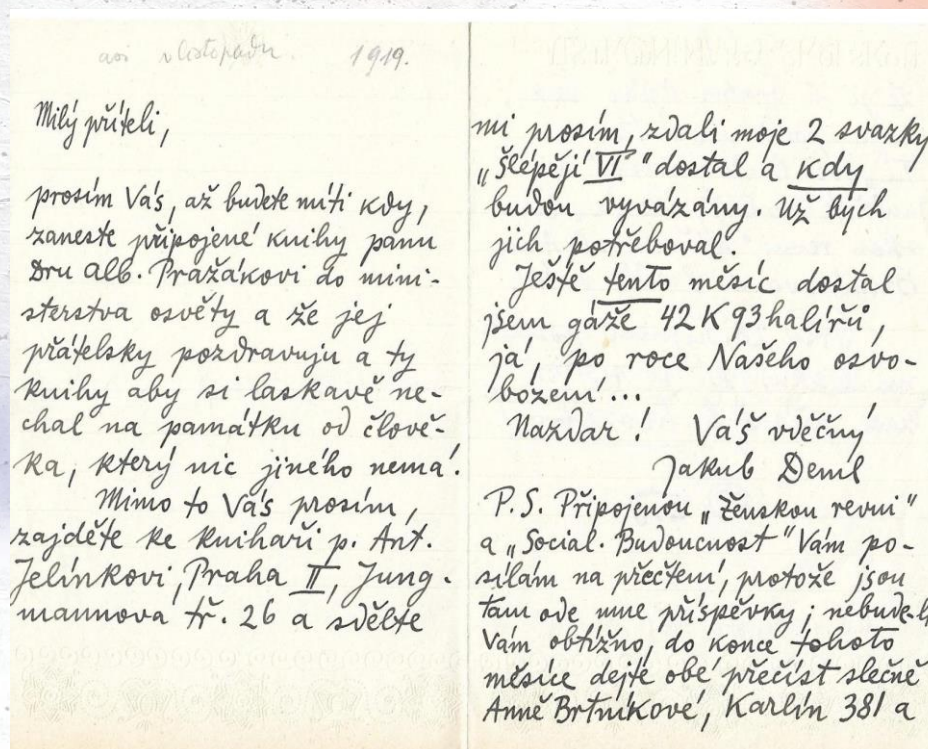 asi v listopadu. 1919.
Milý příteli,
prosím Vás, až budete míti kdy,
zaneste připojené knihy panu
Dru Alb. Pražákovi do mini-
sterstva osvěty a že jej
přátelsky pozdravuju a ty
knihy aby si laskavě ne-
chal na památku od člově-
ka, který nic jiného nemá.
Mimo to Vás prosím,
zajděte ke knihaři p. Ant.
Jelínkovi, Praha II, Jung-
mannova tř. 26 a sdělte
mi prosím, zdali moje 2 svazky
„Šlépějí VI“ dostal a kdy
budou vyvázány. Už bych
jich potřeboval.
Ještě tento měsíc dostal
jsem gáže 42 K 93 halířů,
já, po roce Našeho osvo-
bození...
Nazdar! Váš vděčný
Jakub Deml
P.S. Připojenou „Ženskou revui“
a „Social. Budoucnost“ Vám po-
sílám na přečtení, protože jsou
tam ode mne příspěvky; nebude-li
Vám obtížno, do konce tohoto
měsíce dejte obé přečíst slečně
Anně Brtníkové, Karlín 381 a